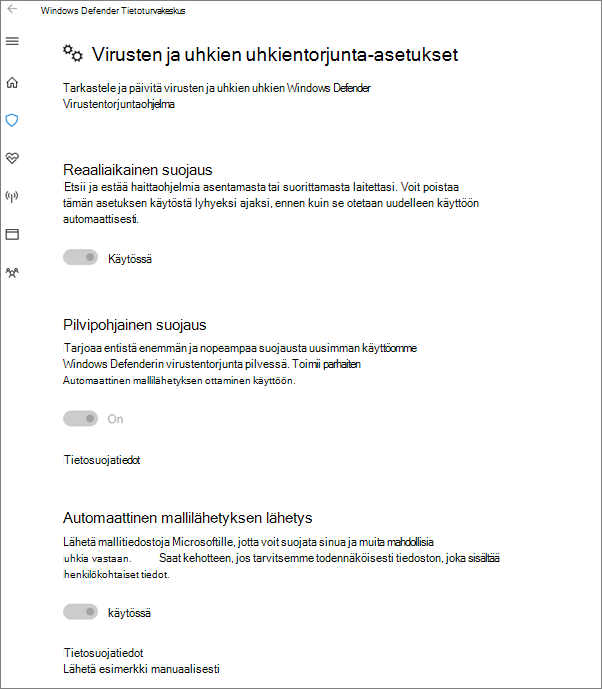 Windows Defender Tietoturvakeskus
Virusten ja uhkien uhkientorjunta-asetukset
Tarkastele ja päivitä virusten ja uhkien uhkien Windows Defender
Virustentorjuntaohjelma
Reaaliaikainen suojaus
Etsii ja estää haittaohjelmia asentamasta tai suorittamasta laitettasi. Voit poistaa
tämän asetuksen käytöstä lyhyeksi ajaksi, ennen kuin se otetaan uudelleen käyttöön
automaattisesti.
Käytössä
Pilvipohjainen suojaus
Tarjoaa entistä enemmän ja nopeampaa suojausta uusimman käyttöomme
Windows Defenderin virustentorjunta pilvessä. Toimii parhaiten
Automaattinen mallilähetyksen ottaminen käyttöön.
On
Tietosuojatiedot
Automaattinen mallilähetyksen lähetys
Lähetä mallitiedostoja Microsoftille, jotta voit suojata sinua ja muita mahdollisia
uhkia vastaan. Saat kehotteen, jos tarvitsemme todennäköisesti tiedoston, joka sisältää
henkilökohtaiset tiedot.
käytössä
Tietosuojatiedot
Lähetä esimerkki manuaalisesti